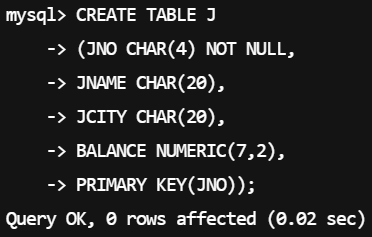 mysql> CREATE TABLE J
    -> (JNO CHAR(4) NOT NULL,
    -> JNAME CHAR(20),
    -> JCITY CHAR(20),
    -> BALANCE NUMERIC(7,2),
    -> PRIMARY KEY(JNO));
Query OK, 0 rows affected (0.02 sec)